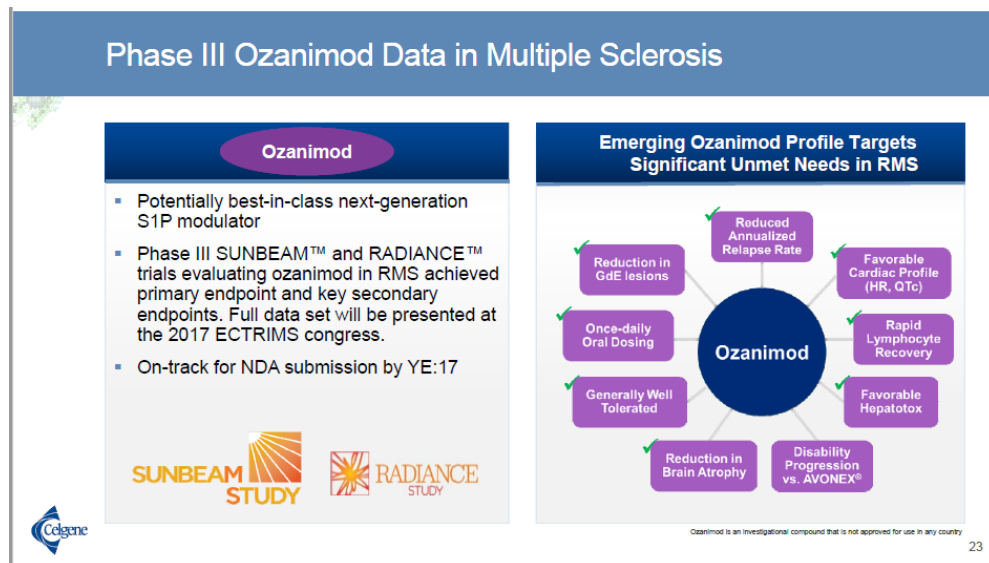 Phase III Ozanimod Data in Multiple Sclerosis
Ozanimod
▪ Potentially best-in-class next-generation
S1P modulator
▪ Phase III SUNBEAM™ and RADIANCE™
trials evaluating ozanimod in RMS achieved
primary endpoint and key secondary
endpoints. Full data set will be presented at
the 2017 ECTRIMS congress.
▪ On-track for NDA submission by YE:17
SUNBEAM
STUDY
RADIANCE
STUDY
Emerging Ozanimod Profile Targets
Significant Unmet Needs in RMS
Reduced
Annualized
Relapse Rate
Favorable
Cardiac Profile
(HR, QTc)
Rapid
Lymphocyte
Recovery
Favorable
Hepatotox
Disability
Progression
vs. AVONEX®
Reduction in
Brain Atrophy
Generally Well
Tolerated
Once-daily
Oral Dosing
Reduction in
GdE lesions
Ozanimod
Celgene
Ozanimod is an investigational compound that is not approved for use in any country
23